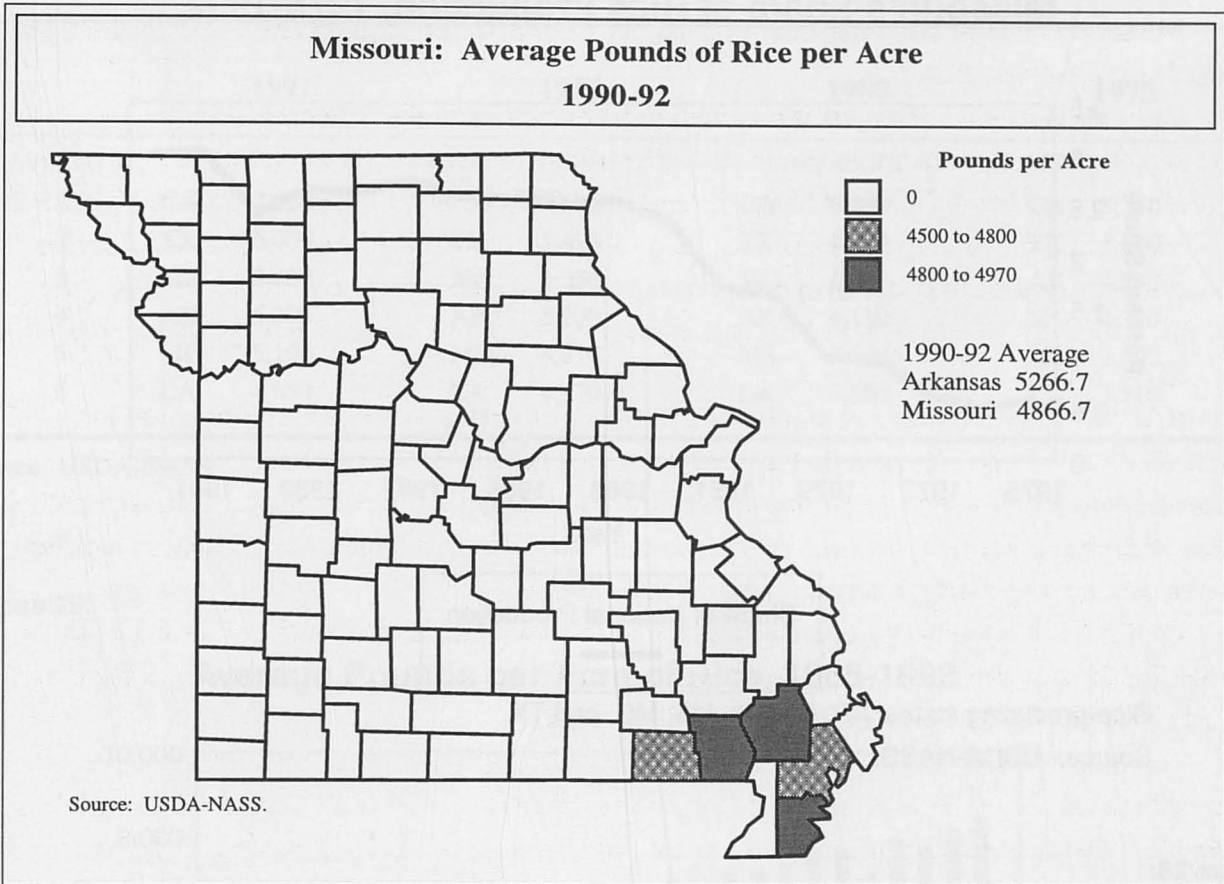 Missouri: Average Pounds of Rice per Acre
1990-92
Pounds per Acre
0
4500 to 4800
4800 to 4970
1990-92 Average
Arkansas 5266.7
Missouri 4866.7
Source: USDA-NASS.